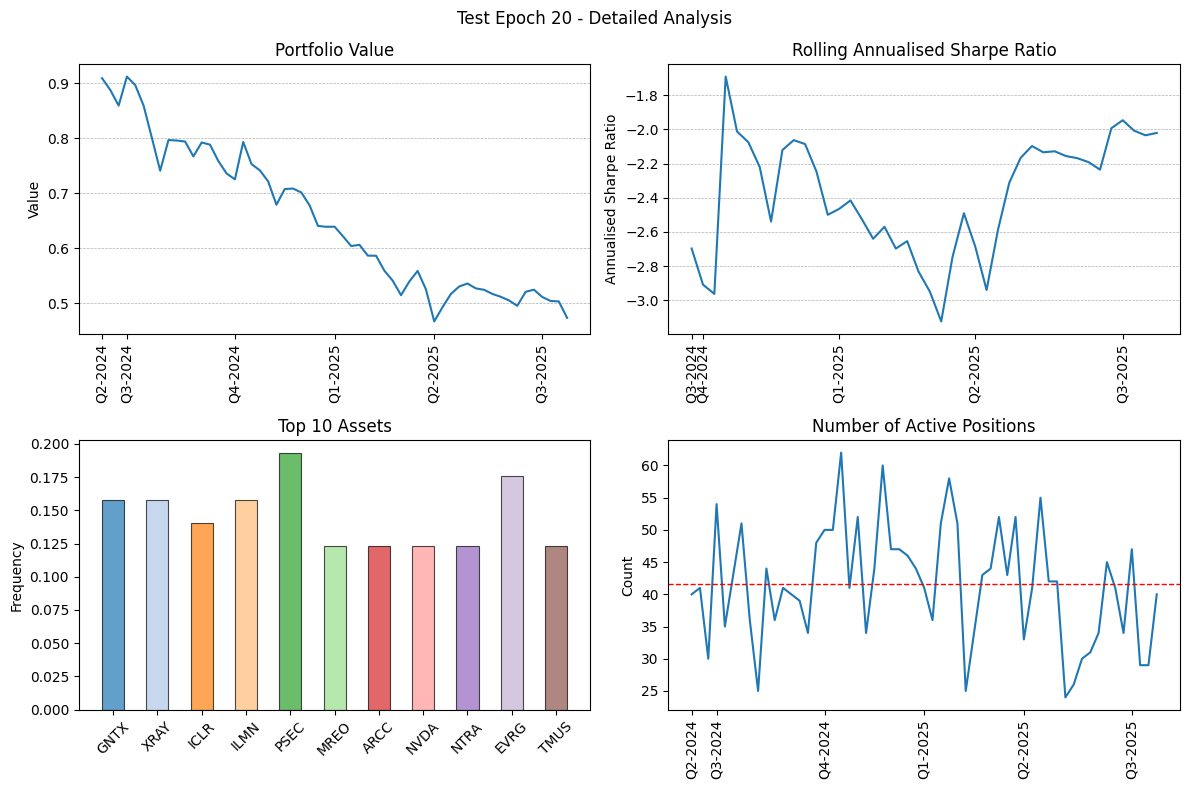 Test Epoch 20 - Detailed Analysis
Portfolio Value
Value
0.9
0.8
0.7
0.6
0.5
Q2-2024
Q3-2024
Q4-2024
Q1-2025
Q2-2025
Q3-2025
Rolling Annualised Sharpe Ratio
Annualised Sharpe Ratio
−1.8
−2.0
−2.2
−2.4
−2.6
−2.8
−3.0
Q3-2024
Q4-2024
Q1-2025
Q2-2025
Q3-2025
Top 10 Assets
Frequency
0.200
0.175
0.150
0.125
0.100
0.075
0.050
0.025
0.000
GNTX
XRAY
ICLR
ILMN
PSEC
MREO
ARCC
NVDA
NTRA
EVRG
TMUS
Number of Active Positions
Count
60
55
50
45
40
35
30
25
Q2-2024
Q3-2024
Q4-2024
Q1-2025
Q2-2025
Q3-2025